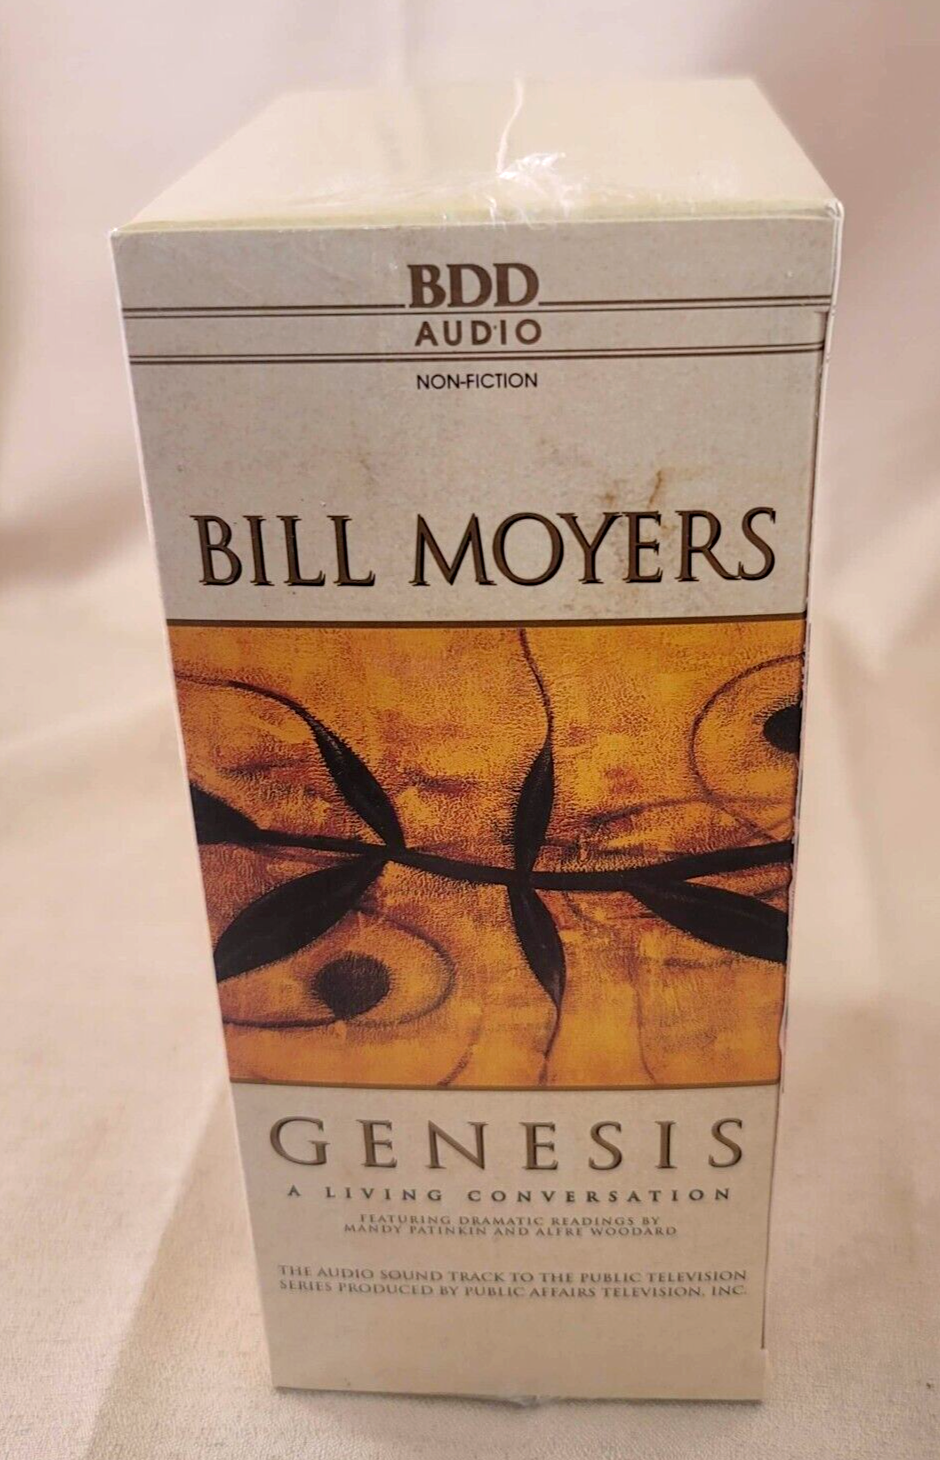 BDD
AUDIO
NON-FICTION
BILL MOYERS
GENESIS
A LIVING CONVERSATION
FEATURING DRAMATIC READINGS BY
MANDY PATINKIN AND ALFRE WOODARD
THE AUDIO SOUND TRACK TO THE PUBLIC TELEVISION
SERIES PRODUCED BY PUBLIC AFFAIRS TELEVISION, INC.